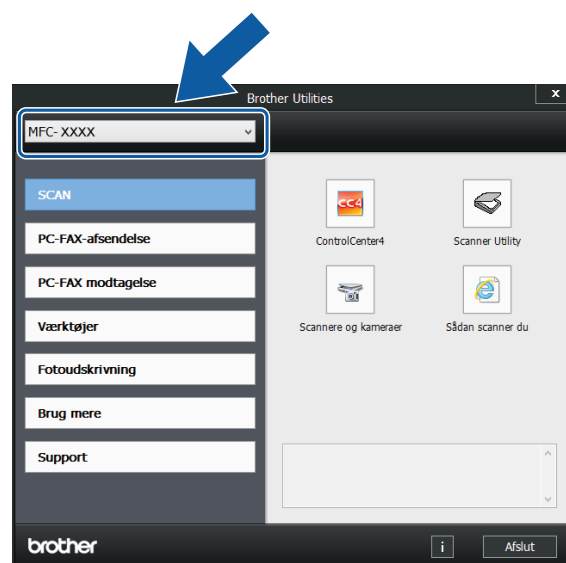 Brother Utilities
x
MFC- XXXX
SCAN
PC-FAX-afsendelse
PC-FAX modtagelse
Værktøjer
Fotoudskrivning
Brug mere
Support
CC4
ControlCenter4
Scanner Utility
Scannere og kameraer
Sådan scanner du
brother
i
Afslut